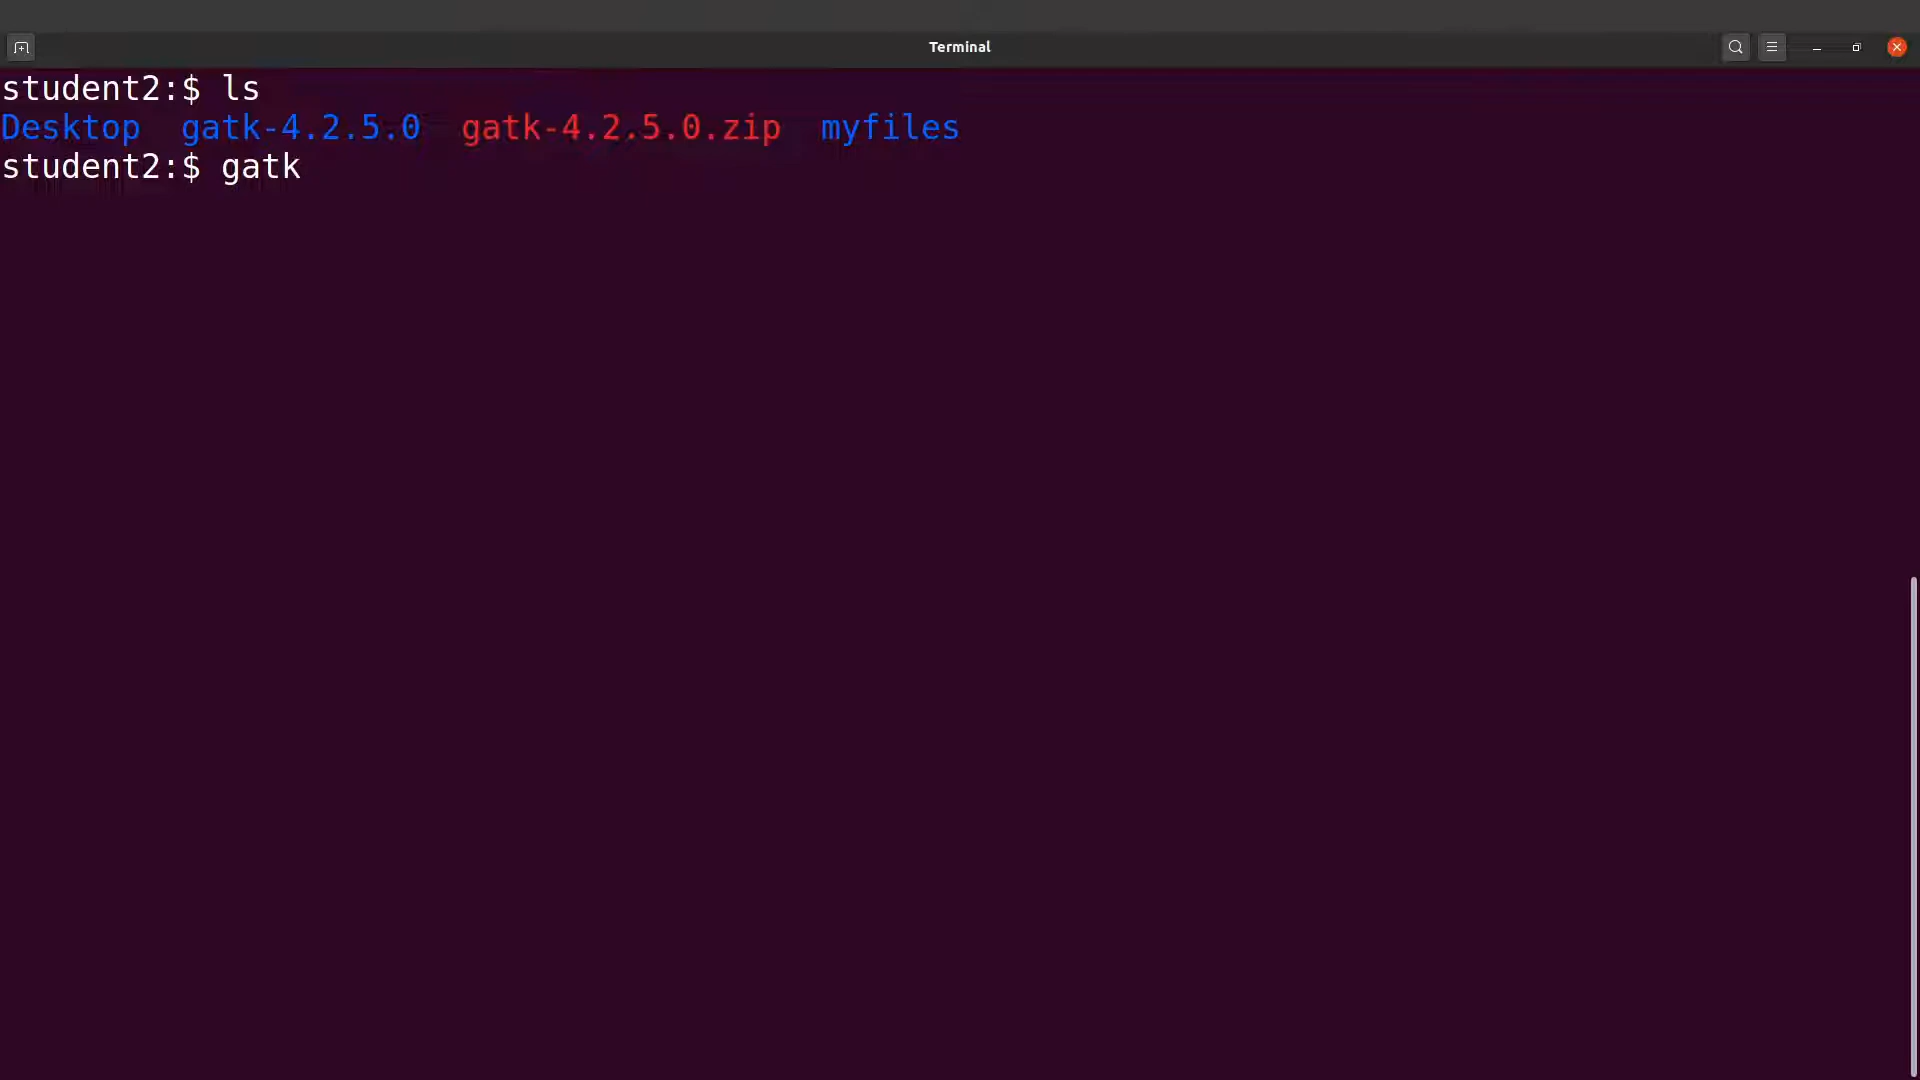 Terminal
student2:$ ls
Desktop  gatk-4.2.5.0  gatk-4.2.5.0.zip  myfiles
student2:$ gatk